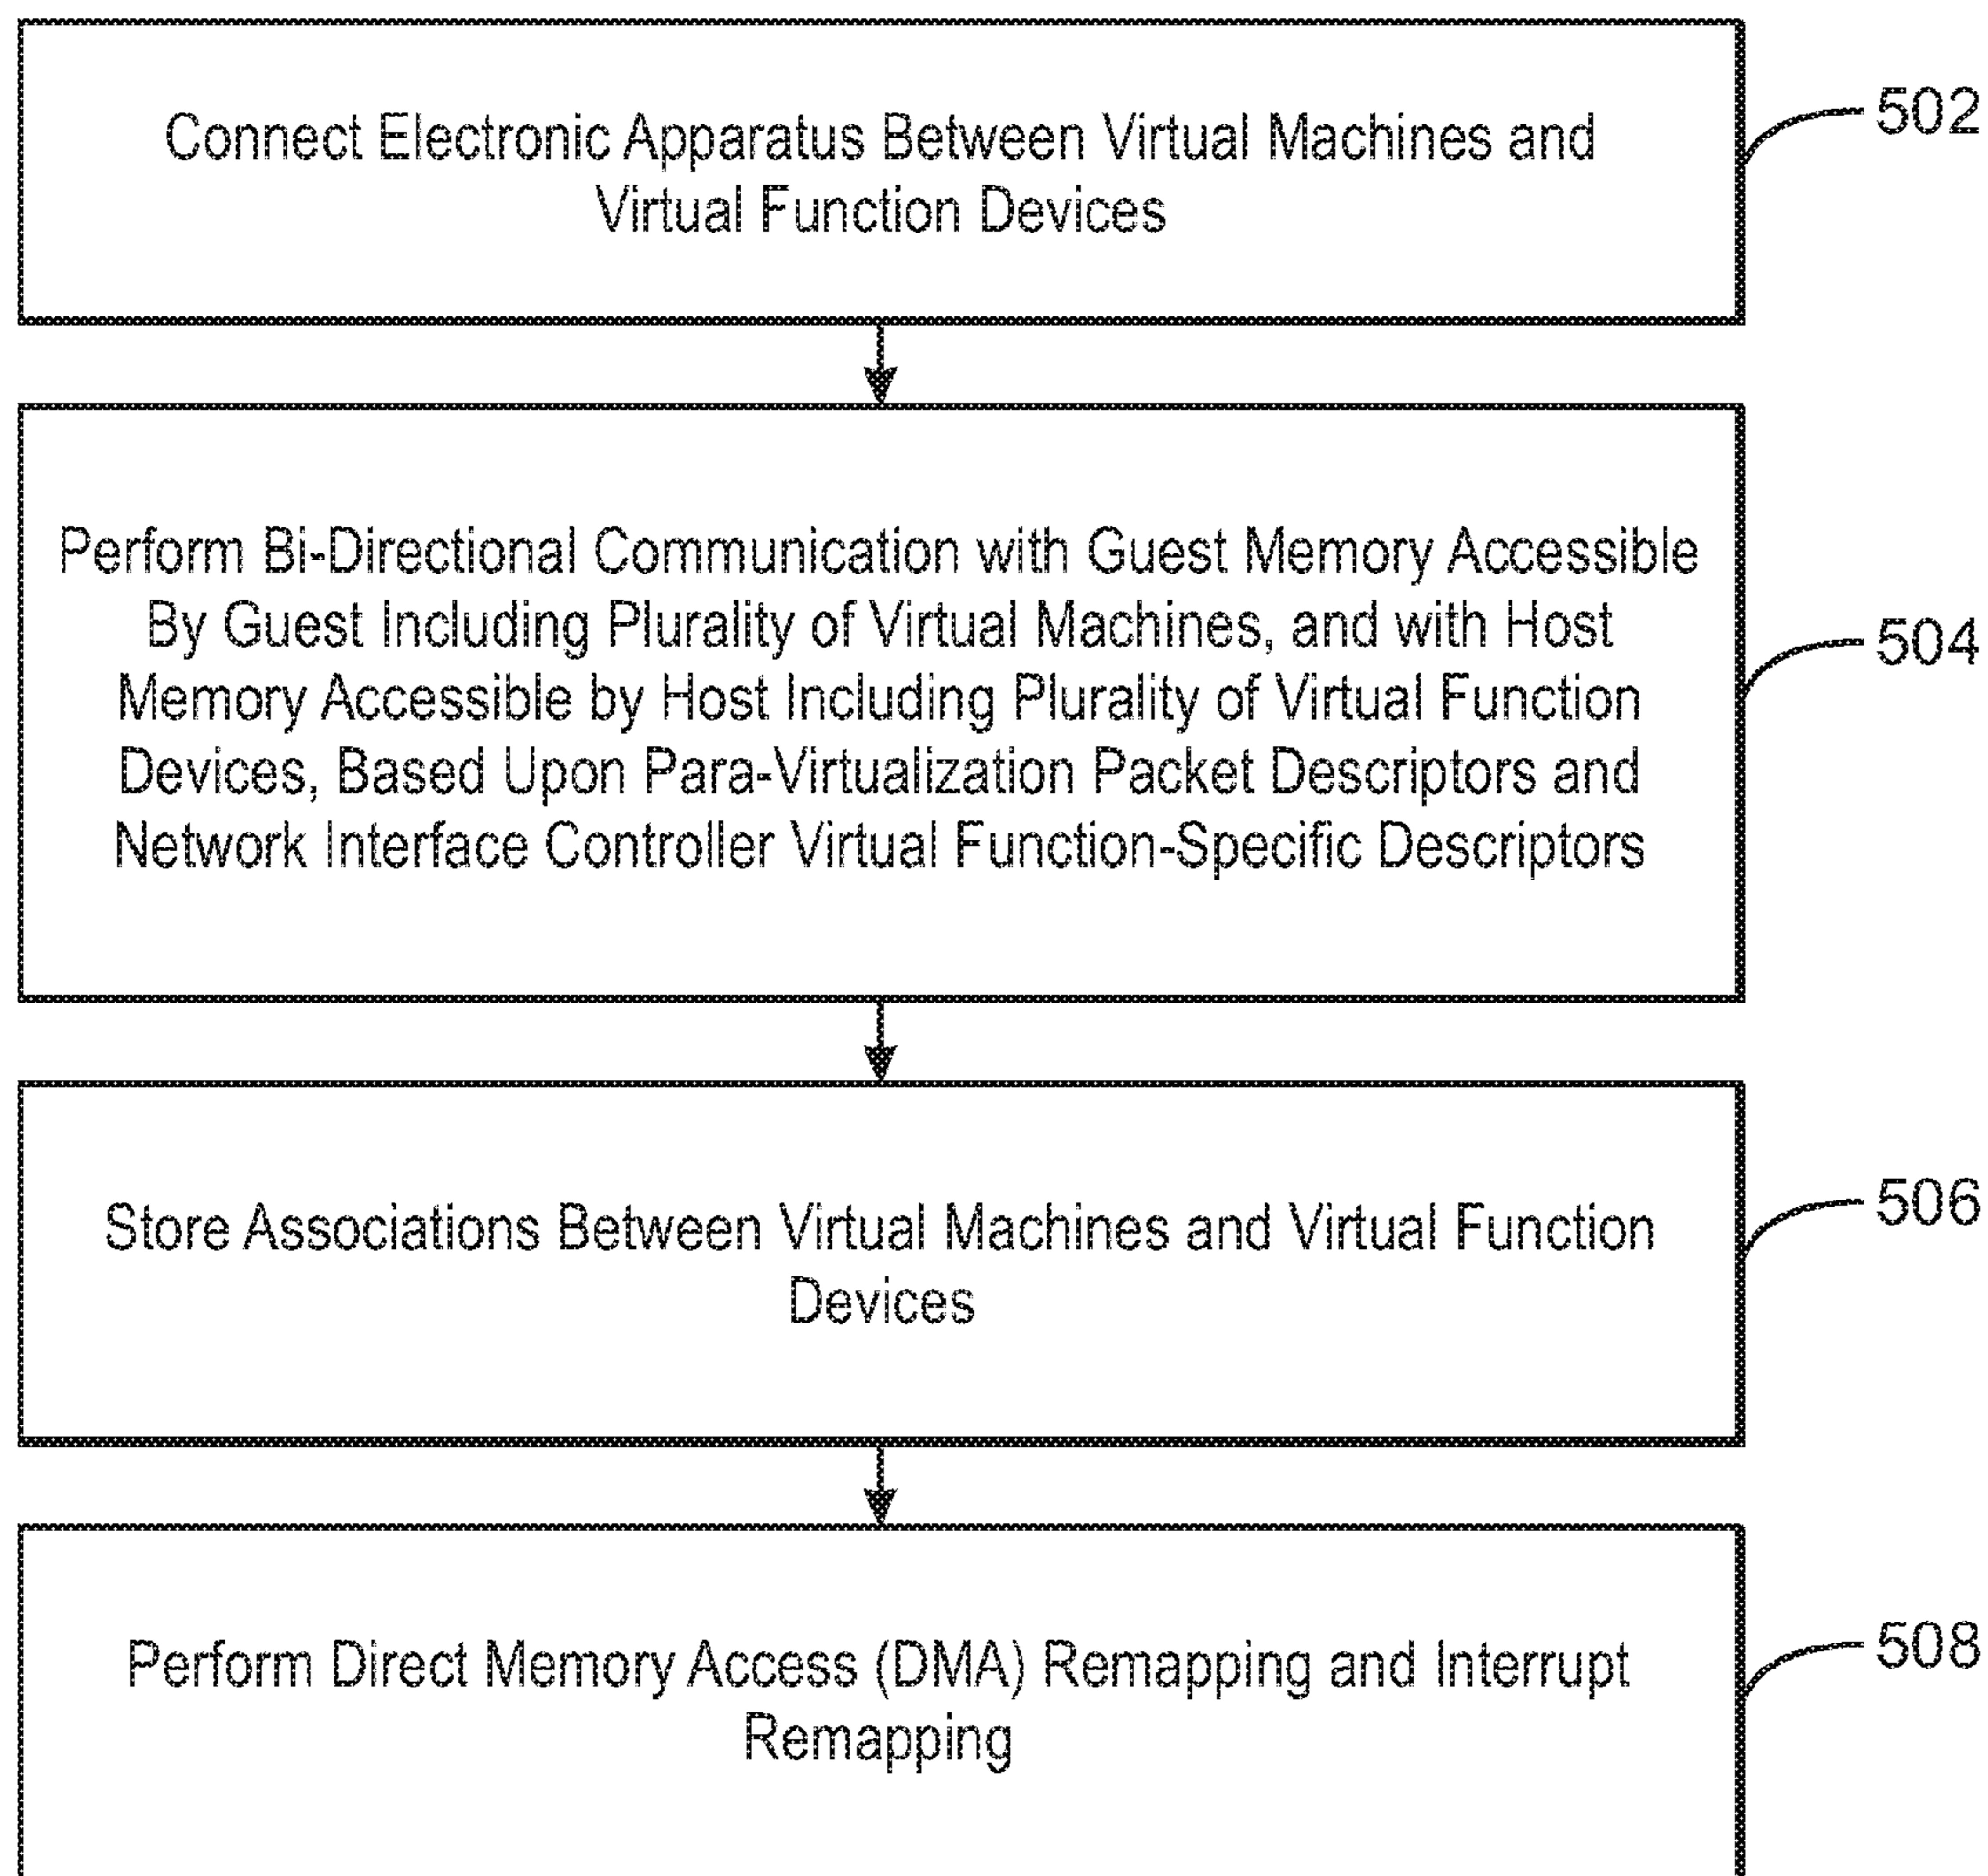 Connect Electronic Apparatus Between Virtual Machines and
Virtual Function Devices
502
Perform Bi-Directional Communication with Guest Memory Accessible
By Guest Including Plurality of Virtual Machines, and with Host
Memory Accessible by Host Including Plurality of Virtual Function
Devices, Based Upon Para-Virtualization Packet Descriptors and
Network Interface Controller Virtual Function-Specific Descriptors
504
Store Associations Between Virtual Machines and Virtual Function
Devices
506
Perform Direct Memory Access (DMA) Remapping and Interrupt
Remapping
508